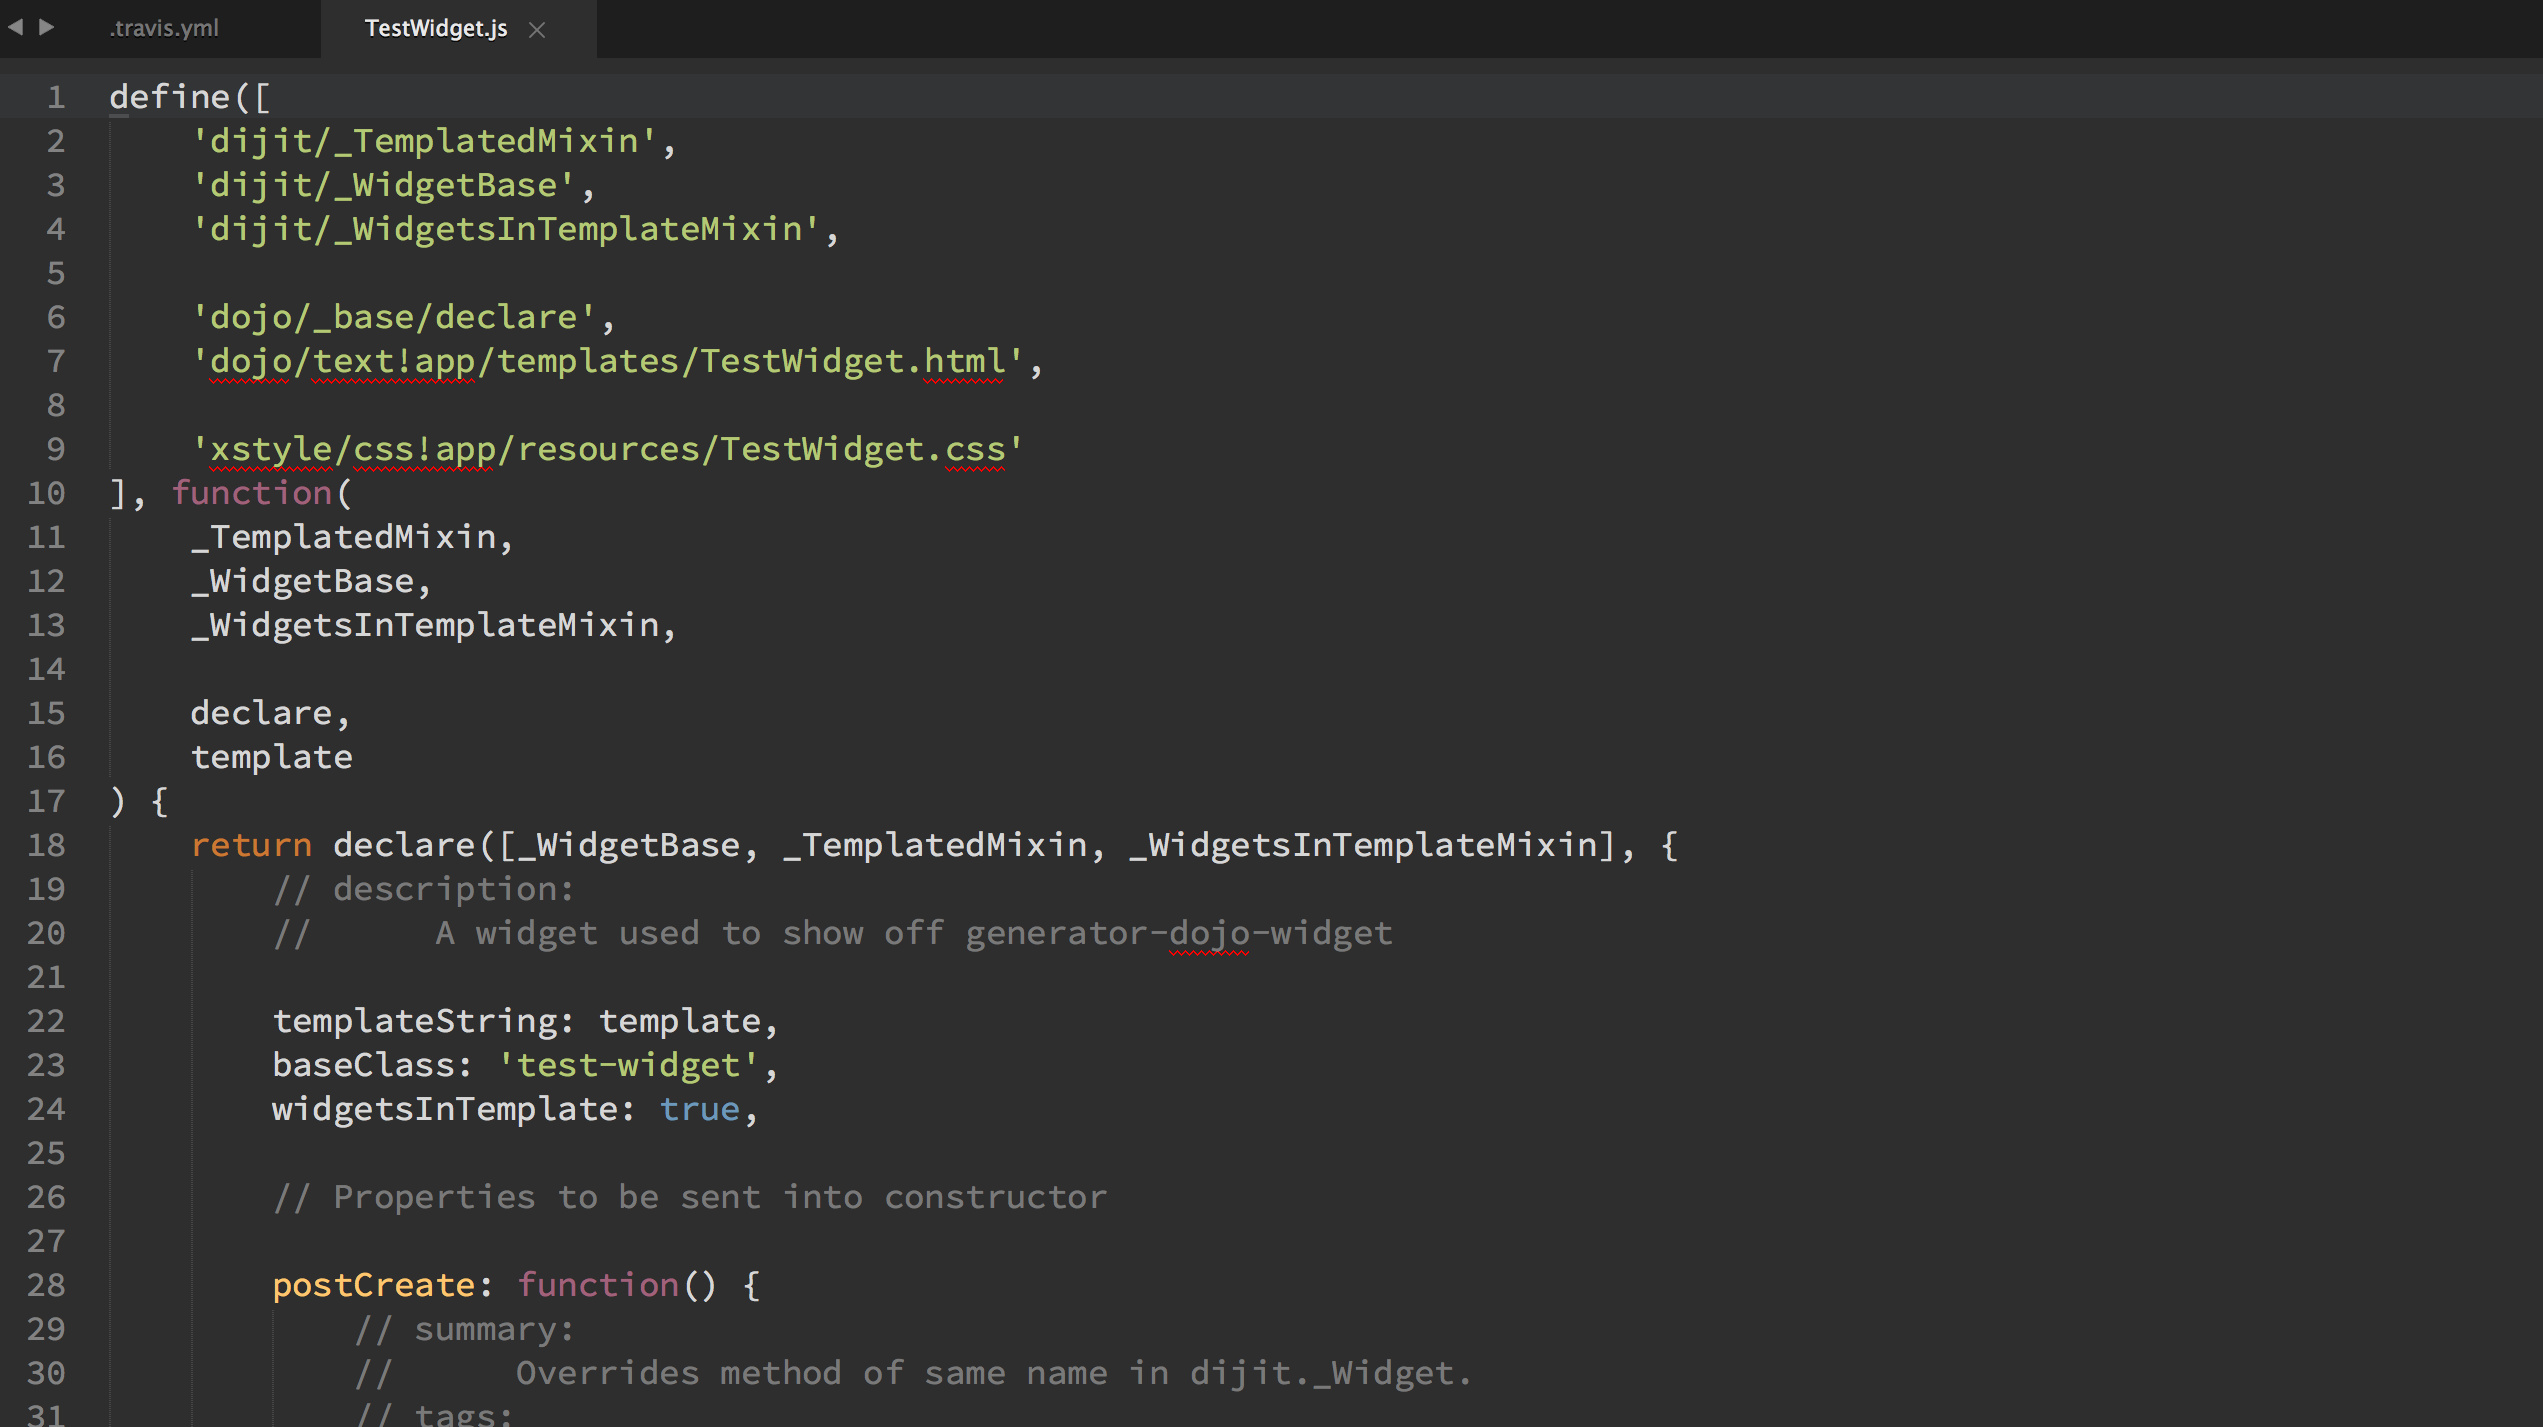 .travis.yml TestWidget.js
1 define([
2     'dijit/_TemplatedMixin',
3     'dijit/_WidgetBase',
4     'dijit/_WidgetsInTemplateMixin',
5
6     'dojo/_base/declare',
7     'dojo/text!app/templates/TestWidget.html',
8
9     'xstyle/css!app/resources/TestWidget.css'
10 ], function(
11     _TemplatedMixin,
12     _WidgetBase,
13     _WidgetsInTemplateMixin,
14
15     declare,
16     template
17 ) {
18     return declare([_WidgetBase, _TemplatedMixin, _WidgetsInTemplateMixin], {
19         // description:
20         //      A widget used to show off generator-dojo-widget
21
22         templateString: template,
23         baseClass: 'test-widget',
24         widgetsInTemplate: true,
25
26         // Properties to be sent into constructor
27
28         postCreate: function() {
29             // summary:
30             //      Overrides method of same name in dijit._Widget.
31             // tags: